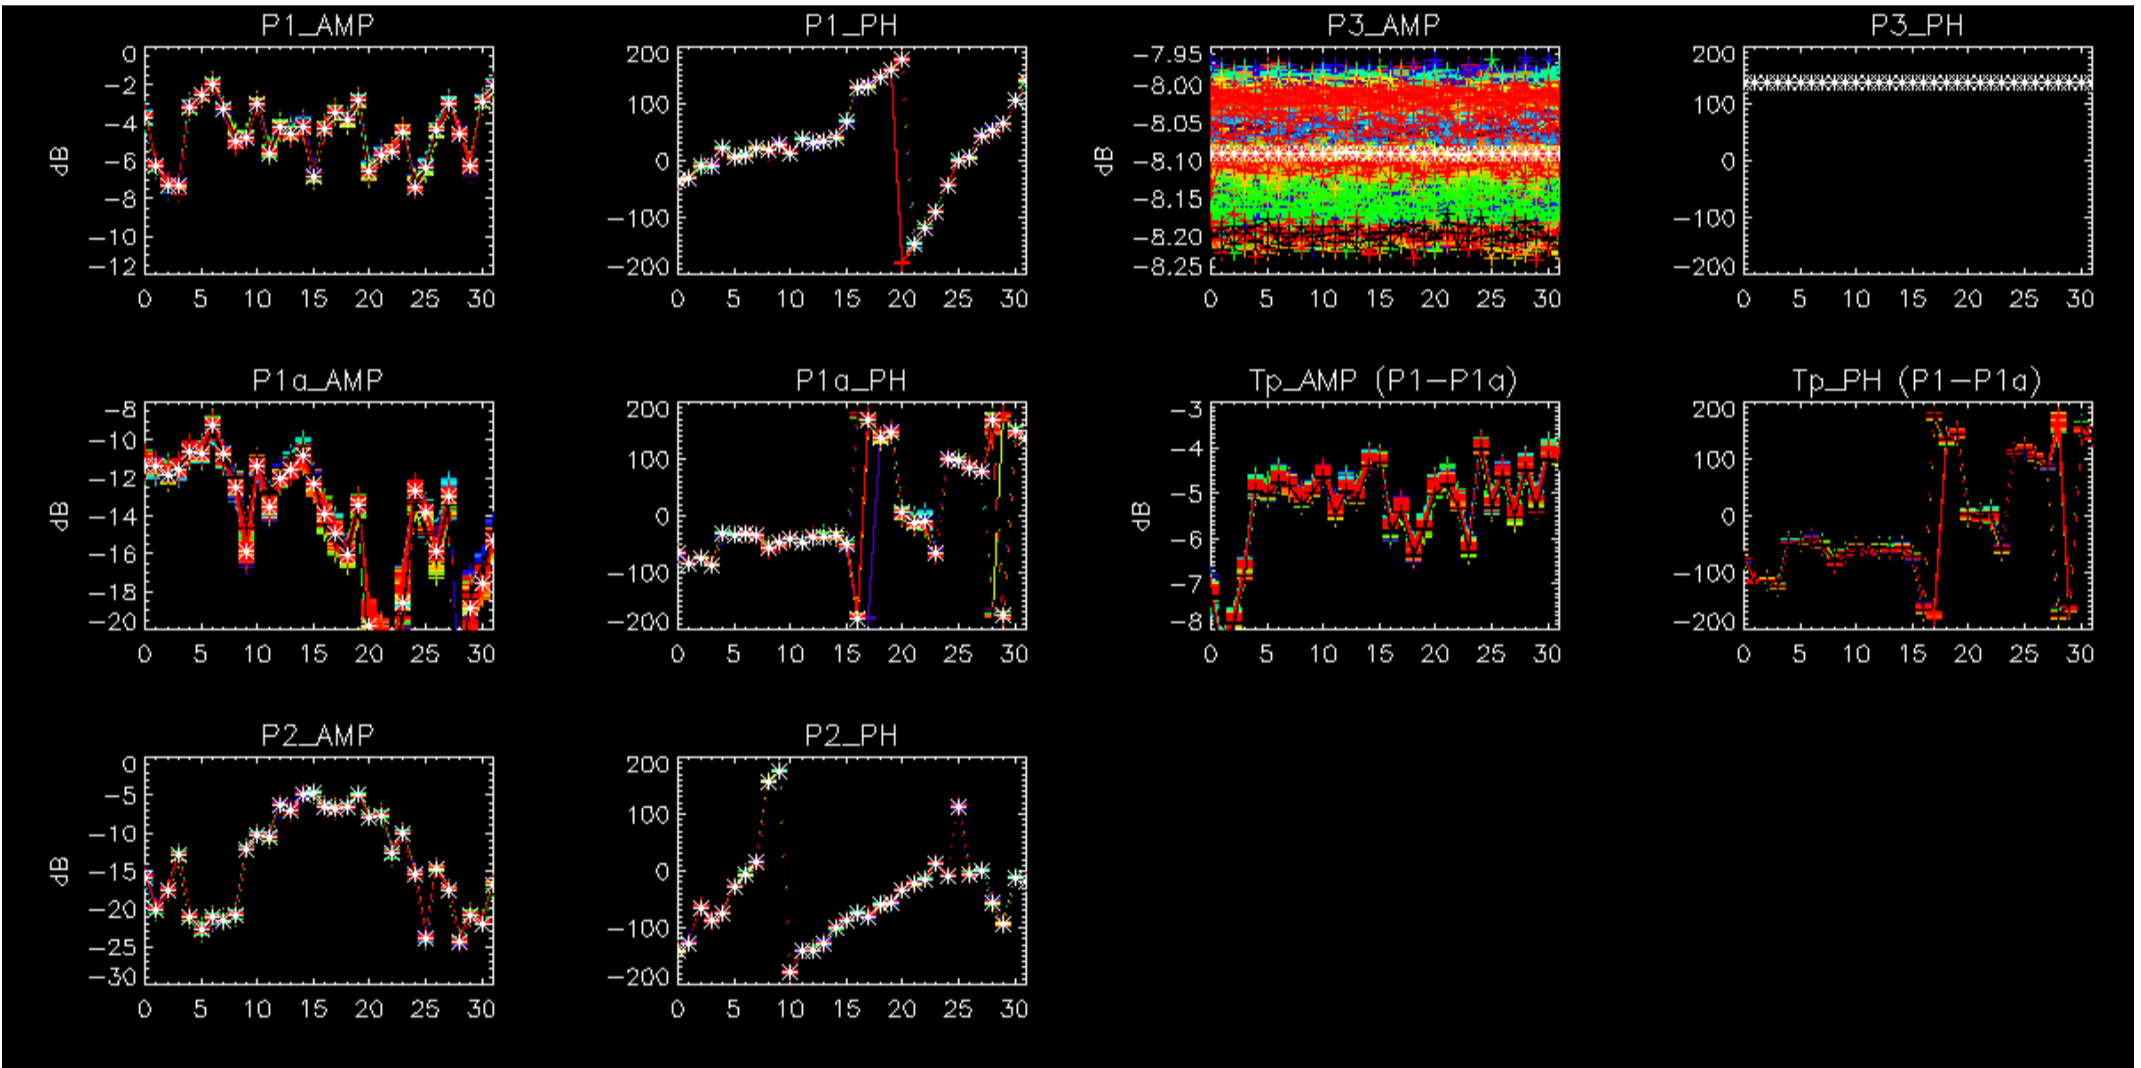 P1_AMP
P1_PH
P3_AMP
P3_PH
0
−2
−4
−6
−8
−10
−12
dB
0 5 10 15 20 25 30
200
100
0
−100
−200
0 5 10 15 20 25 30
−7.95
−8.00
−8.05
−8.10
−8.15
−8.20
−8.25
dB
0 5 10 15 20 25 30
200
100
0
−100
−200
0 5 10 15 20 25 30
P1a_AMP
P1a_PH
Tp_AMP (P1−P1a)
Tp_PH (P1−P1a)
−8
−10
−12
−14
−16
−18
−20
dB
0 5 10 15 20 25 30
200
100
0
−100
−200
0 5 10 15 20 25 30
−3
−4
−5
−6
−7
−8
dB
0 5 10 15 20 25 30
200
100
0
−100
−200
0 5 10 15 20 25 30
P2_AMP
P2_PH
0
−5
−10
−15
−20
−25
−30
dB
0 5 10 15 20 25 30
200
100
0
−100
−200
0 5 10 15 20 25 30